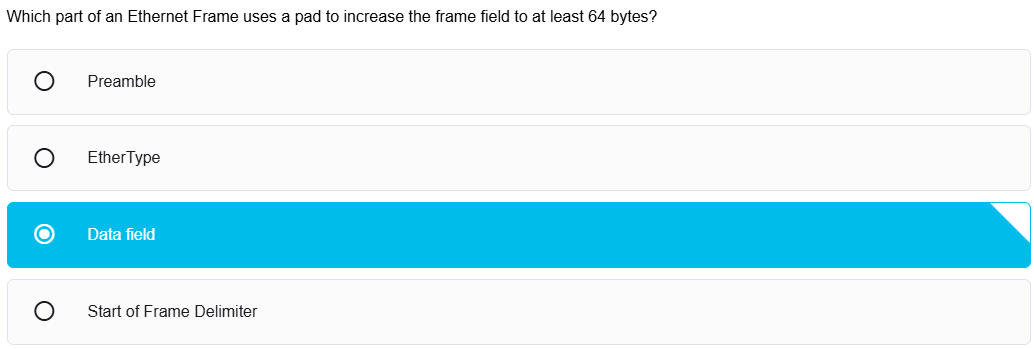 Which part of an Ethernet Frame uses a pad to increase the frame field to at least 64 bytes?
Preamble
EtherType
Data field
Start of Frame Delimiter